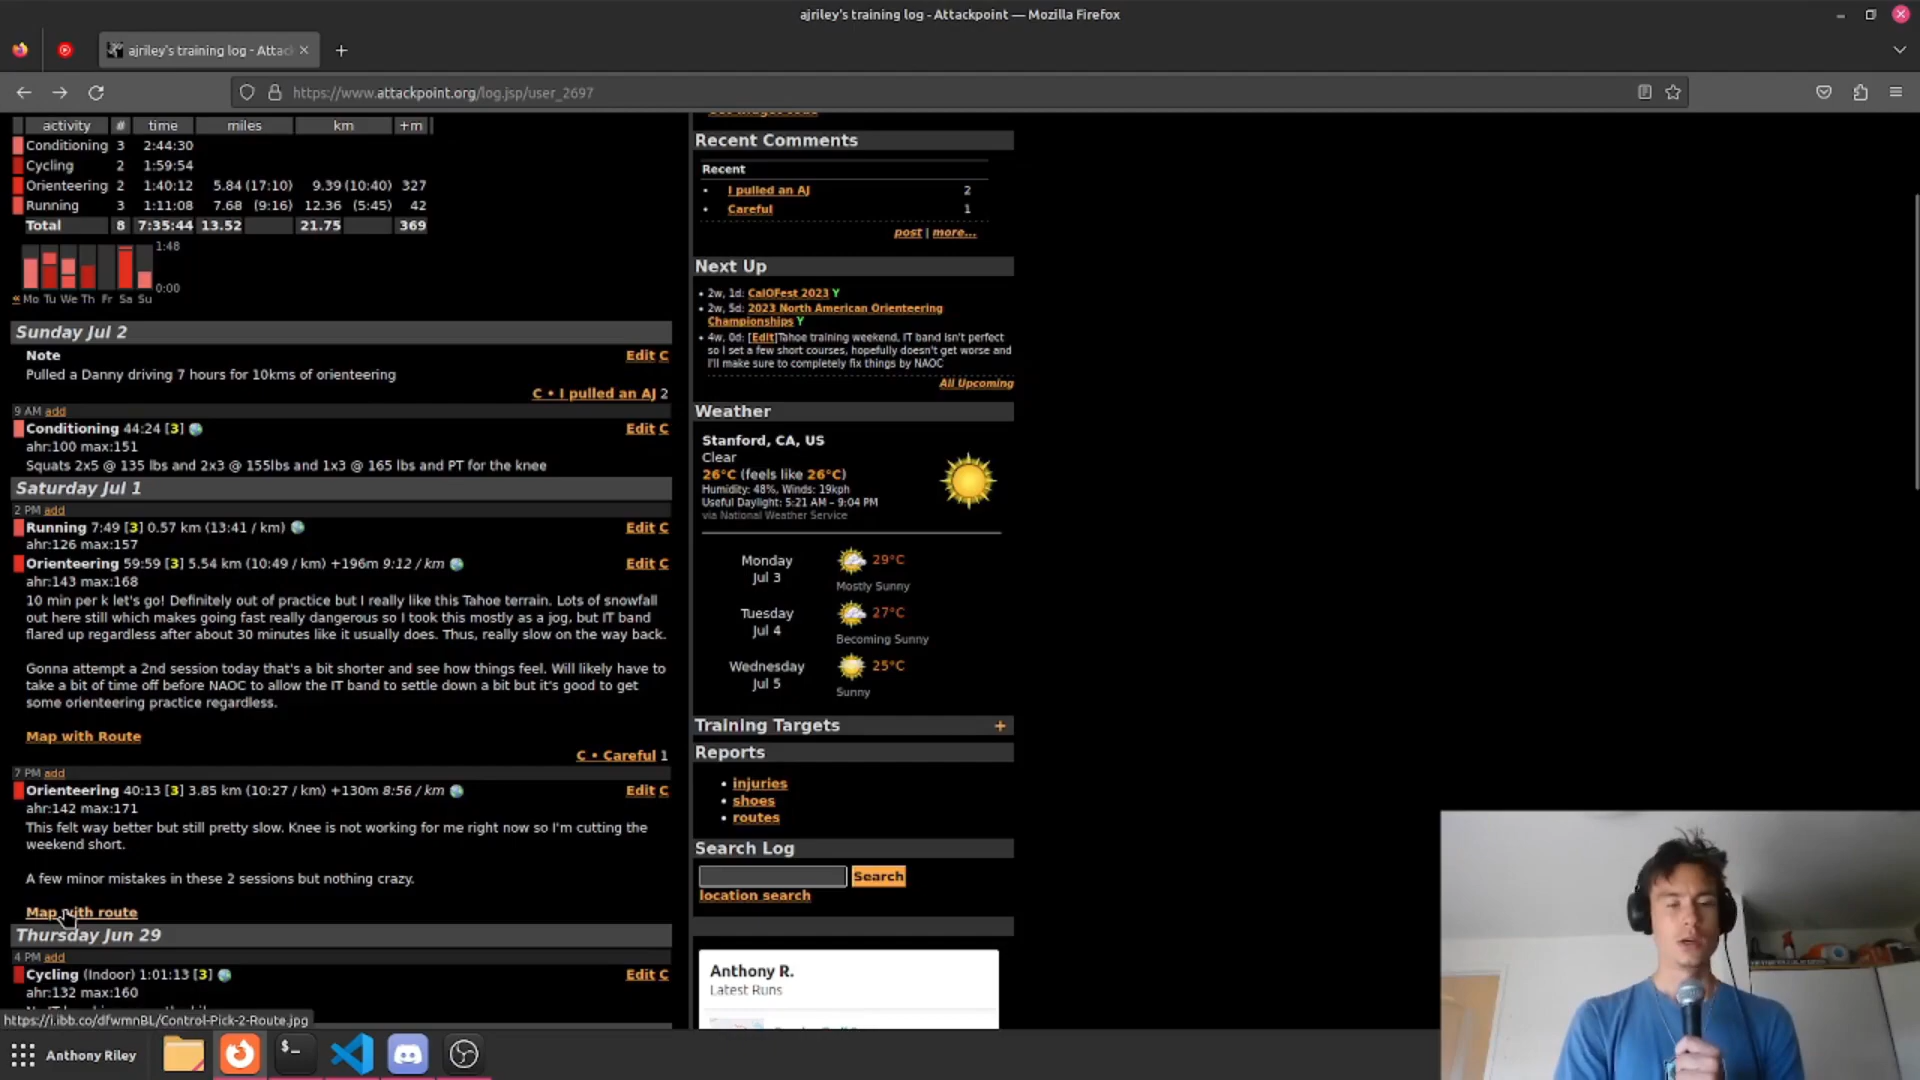 ajriley's training log - Attackpoint — Mozilla Firefox
ajriley's training log - Attac
https://www.attackpoint.org/log.jsp/user_2697
activity # time miles km +m
Conditioning 3 2:44:30
Cycling 2 1:59:54
Orienteering 2 1:40:12 5.84 (17:10) 9.39 (10:40) 327
Running 3 1:11:08 7.68 (9:16) 12.36 (5:45) 42
Total 8 7:35:44 13.52 21.75 369
1:48
0:00
« Mo Tu We Th Fr Sa Su
Sunday Jul 2
Note Edit C
Pulled a Danny driving 7 hours for 10kms of orienteering
C • I pulled an AJ 2
9 AM add
Conditioning 44:24 [3] Edit C
ahr:100 max:151
Squats 2x5 @ 135 lbs and 2x3 @ 155lbs and 1x3 @ 165 lbs and PT for the knee
Saturday Jul 1
2 PM add
Running 7:49 [3] 0.57 km (13:41 / km) Edit C
ahr:126 max:157
Orienteering 59:59 [3] 5.54 km (10:49 / km) +196m 9:12 / km Edit C
ahr:143 max:168
10 min per k let's go! Definitely out of practice but I really like this Tahoe terrain. Lots of snowfall
out here still which makes going fast really dangerous so I took this mostly as a jog, but IT band
flared up regardless after about 30 minutes like it usually does. Thus, really slow on the way back.
Gonna attempt a 2nd session today that's a bit shorter and see how things feel. Will likely have to
take a bit of time off before NAOC to allow the IT band to settle down a bit but it's good to get
some orienteering practice regardless.
Map with Route
C • Careful 1
7 PM add
Orienteering 40:13 [3] 3.85 km (10:27 / km) +130m 8:56 / km Edit C
ahr:142 max:171
This felt way better but still pretty slow. Knee is not working for me right now so I'm cutting the
weekend short.
A few minor mistakes in these 2 sessions but nothing crazy.
Map with route
Thursday Jun 29
4 PM add
Cycling (Indoor) 1:01:13 [3] Edit C
ahr:132 max:160
https://i.ibb.co/dfwmnBL/Control-Pick-2-Route.jpg
Recent Comments
Recent
• I pulled an AJ 2
• Careful 1
post | more...
Next Up
• 2w, 1d: CalOFest 2023 Y
• 2w, 5d: 2023 North American Orienteering
Championships Y
• 4w, 0d: [Edit]Tahoe training weekend, IT band isn't perfect
so I set a few short courses, hopefully doesn't get worse and
I'll make sure to completely fix things by NAOC
All Upcoming
Weather
Stanford, CA, US
Clear
26°C (feels like 26°C)
Humidity: 48%, Winds: 19kph
Useful Daylight: 5:21 AM – 9:04 PM
via National Weather Service
Monday
Jul 3
29°C
Mostly Sunny
Tuesday
Jul 4
27°C
Becoming Sunny
Wednesday
Jul 5
25°C
Sunny
Training Targets +
Reports
• injuries
• shoes
• routes
Search Log
Search
location search
Anthony R.
Latest Runs
Anthony Riley